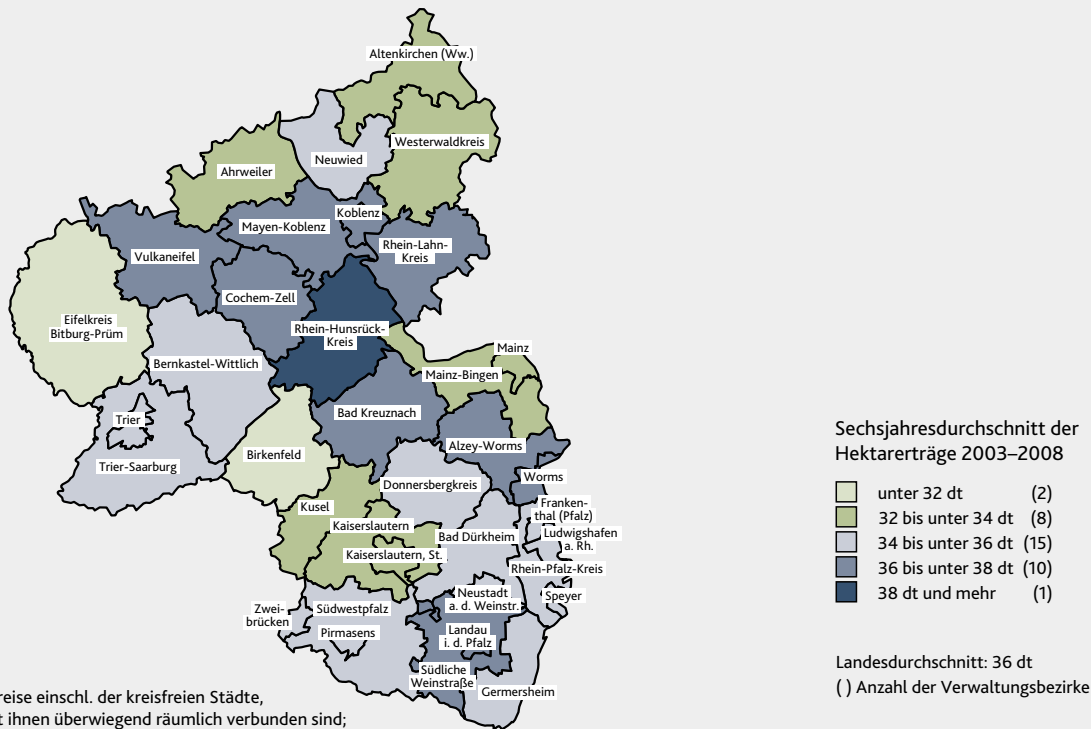 Altenkirchen (Ww.)
Westerwaldkreis
Neuwied
Ahrweiler
Koblenz
Mayen-Koblenz
Rhein-Lahn-
Kreis
Vulkaneifel
Cochem-Zell
Eifelkreis
Bitburg-Prüm
Rhein-Hunsrück-
Kreis
Mainz
Bernkastel-Wittlich
Mainz-Bingen
Bad Kreuznach
Trier
Alzey-Worms
Birkenfeld
Trier-Saarburg
Worms
Donnersbergkreis
Kusel
Franken-
thal (Pfalz)
Kaiserslautern
Bad Dürkheim
Ludwigshafen
a. Rh.
Kaiserslautern, St.
Rhein-Pfalz-Kreis
Neustadt
a. d. Weinstr.
Speyer
Zwei-
brücken
Südwestpfalz
Pirmasens
Landau
i. d. Pfalz
Südliche
Weinstraße
Germersheim
Sechsjahresdurchschnitt der
Hektarerträge 2003–2008
unter 32 dt (2)
32 bis unter 34 dt (8)
34 bis unter 36 dt (15)
36 bis unter 38 dt (10)
38 dt und mehr (1)
Landesdurchschnitt: 36 dt
( ) Anzahl der Verwaltungsbezirke
reise einschl. der kreisfreien Städte,
t ihnen überwiegend räumlich verbunden sind;